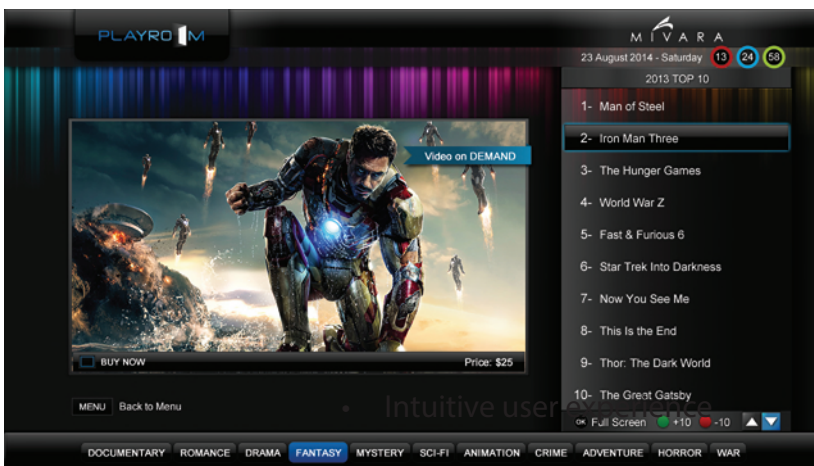 PLAYRO M
MİVARA
23 August 2014 - Saturday 13 24 58
2013 TOP 10
1- Man of Steel
2- Iron Man Three
3- The Hunger Games
4- World War Z
5- Fast & Furious 6
6- Star Trek Into Darkness
7- Now You See Me
8- This Is the End
9- Thor: The Dark World
10- The Great Gatsby
Video on DEMAND
BUY NOW Price: $25
MENU Back to Menu
• Intuitive user experience
OK Full Screen +10 -10
DOCUMENTARY ROMANCE DRAMA FANTASY MYSTERY SCI-FI ANIMATION CRIME ADVENTURE HORROR WAR